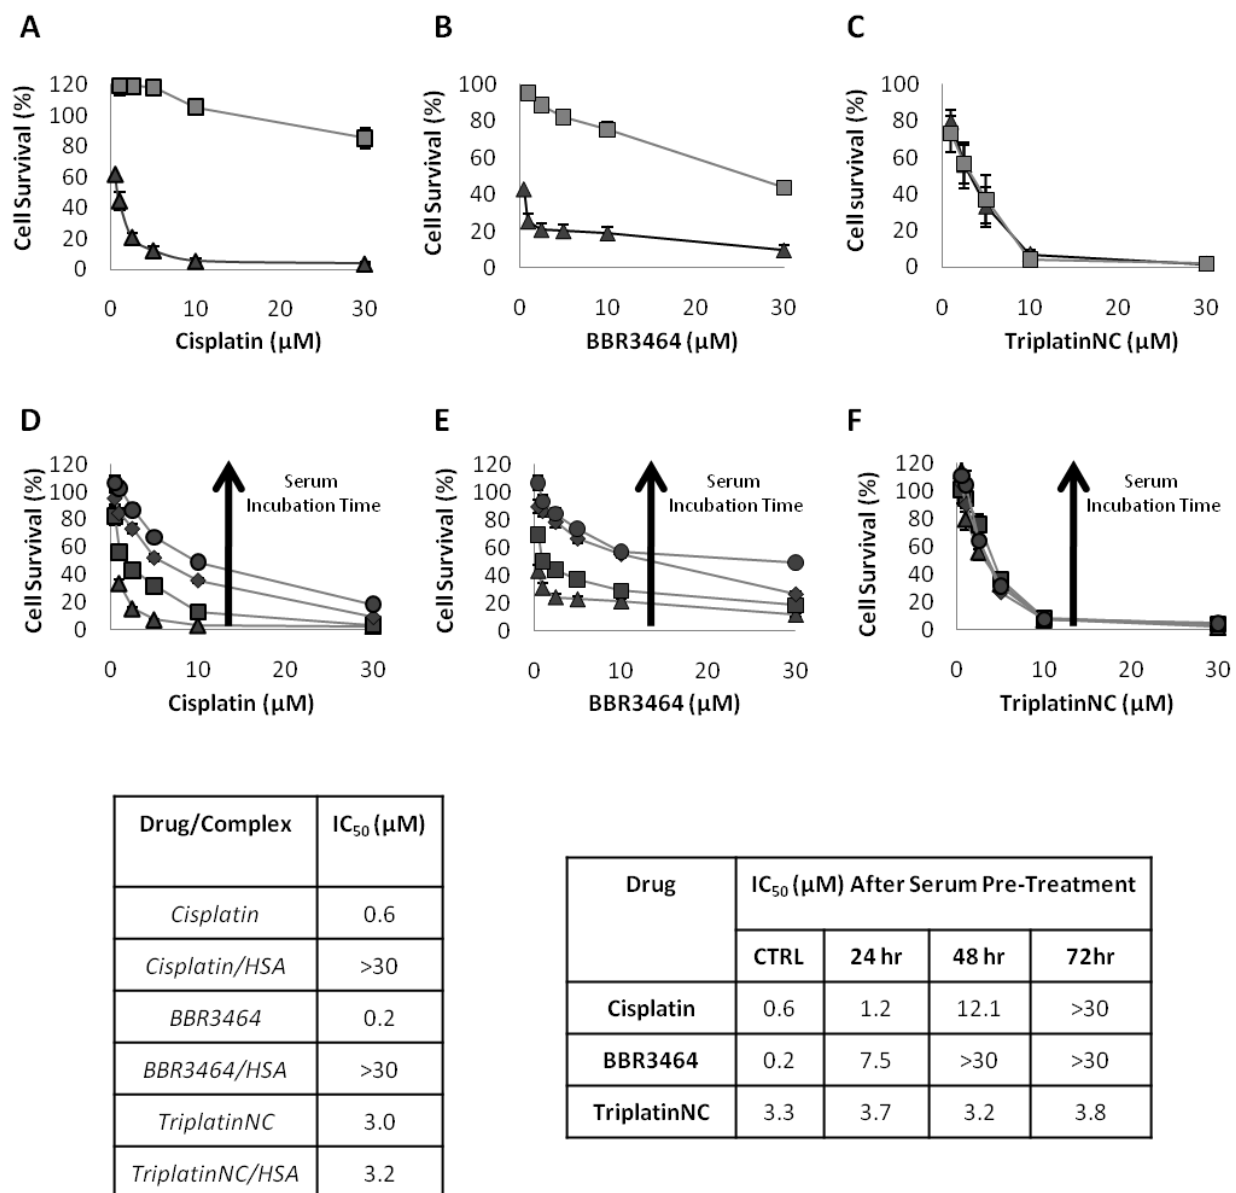 A
B
C
Cell Survival (%)
120
100
80
60
40
20
0
0
10
20
30
Cisplatin (μM)
Cell Survival (%)
100
80
60
40
20
0
0
10
20
30
BBR3464 (μM)
Cell survival (%)
100
80
60
40
20
0
0
10
20
30
TriplatinNC (μM)
D
E
F
Cell Survival (%)
120
100
80
60
40
20
0
0
10
20
30
Serum
Incubation Time
Cisplatin (μM)
Cell Survival (%)
120
100
80
60
40
20
0
0
10
20
30
Serum
Incubation Time
BBR3464 (μM)
Cell Survival (%)
120
100
80
60
40
20
0
0
10
20
30
Serum
Incubation Time
TriplatinNC (μM)
Drug/Complex IC50 (μM)
Cisplatin 0.6
Cisplatin/HSA >30
BBR3464 0.2
BBR3464/HSA >30
TriplatinNC 3.0
TriplatinNC/HSA 3.2
Drug IC50 (μM) After Serum Pre-Treatment
CTRL 24 hr 48 hr 72hr
Cisplatin 0.6 1.2 12.1 >30
BBR3464 0.2 7.5 >30 >30
TriplatinNC 3.3 3.7 3.2 3.8